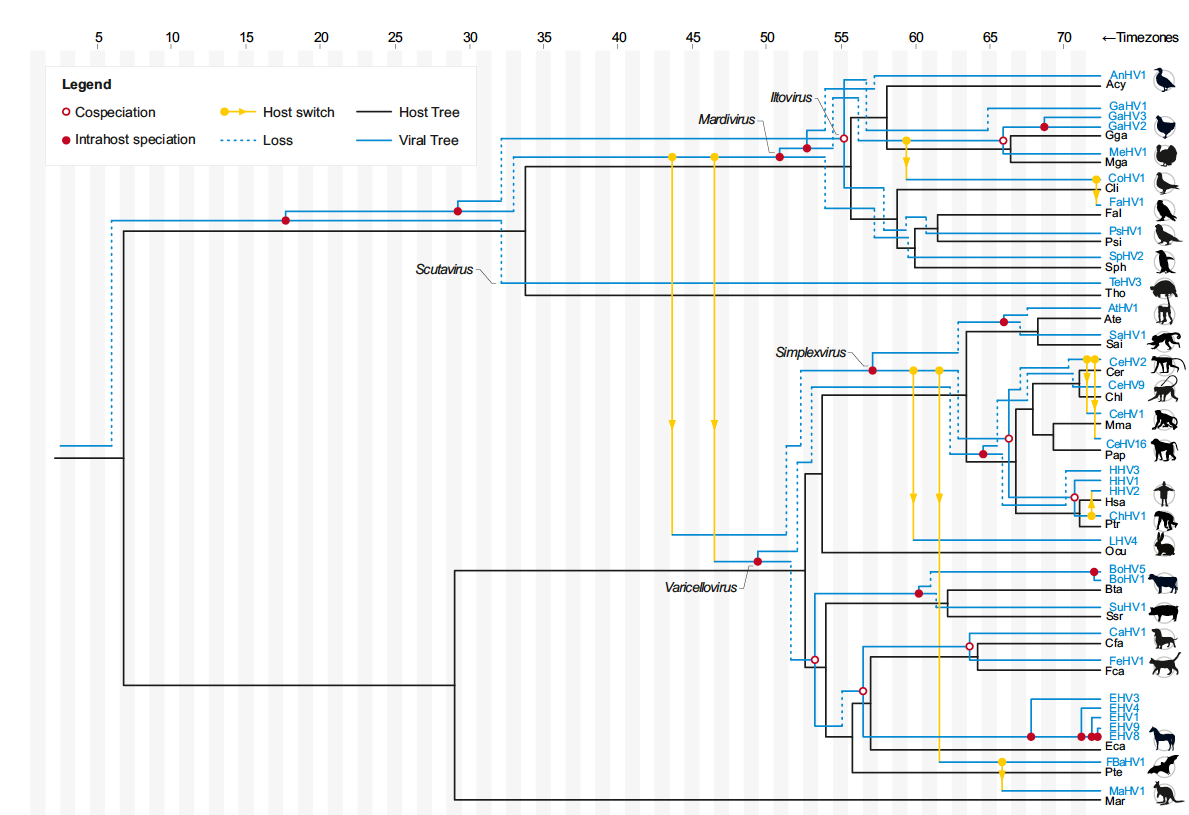 5 10 15 20 25 30 35 40 45 50 55 60 65 70 ←Timezones
Legend
Cospeciation Host switch Host Tree
Intrahost speciation Loss Viral Tree
Iltovirus
Mardivirus
Scutavirus
Simplexvirus
Varicellovirus
AnHV1
Acy
GaHV1
GaHV3
GaHV2
Gga
MeHV1
Mga
CoHV1
Cli
FaHV1
Fal
PsHV1
Psi
SpHV2
Sph
TeHV3
Tho
AtHV1
Ate
SaHV1
Sai
CeHV2
Cer
CeHV9
Chl
CeHV1
Mma
CeHV16
Pap
HHV3
HHV1
HHV2
Hsa
ChHV1
Ptr
LHV4
Ocu
BoHV5
BoHV1
Bta
SuHV1
Ssr
CaHV1
Cfa
FeHV1
Fca
EHV3
EHV4
EHV1
EHV9
EHV8
Eca
FBaHV1
Pte
MaHV1
Mar